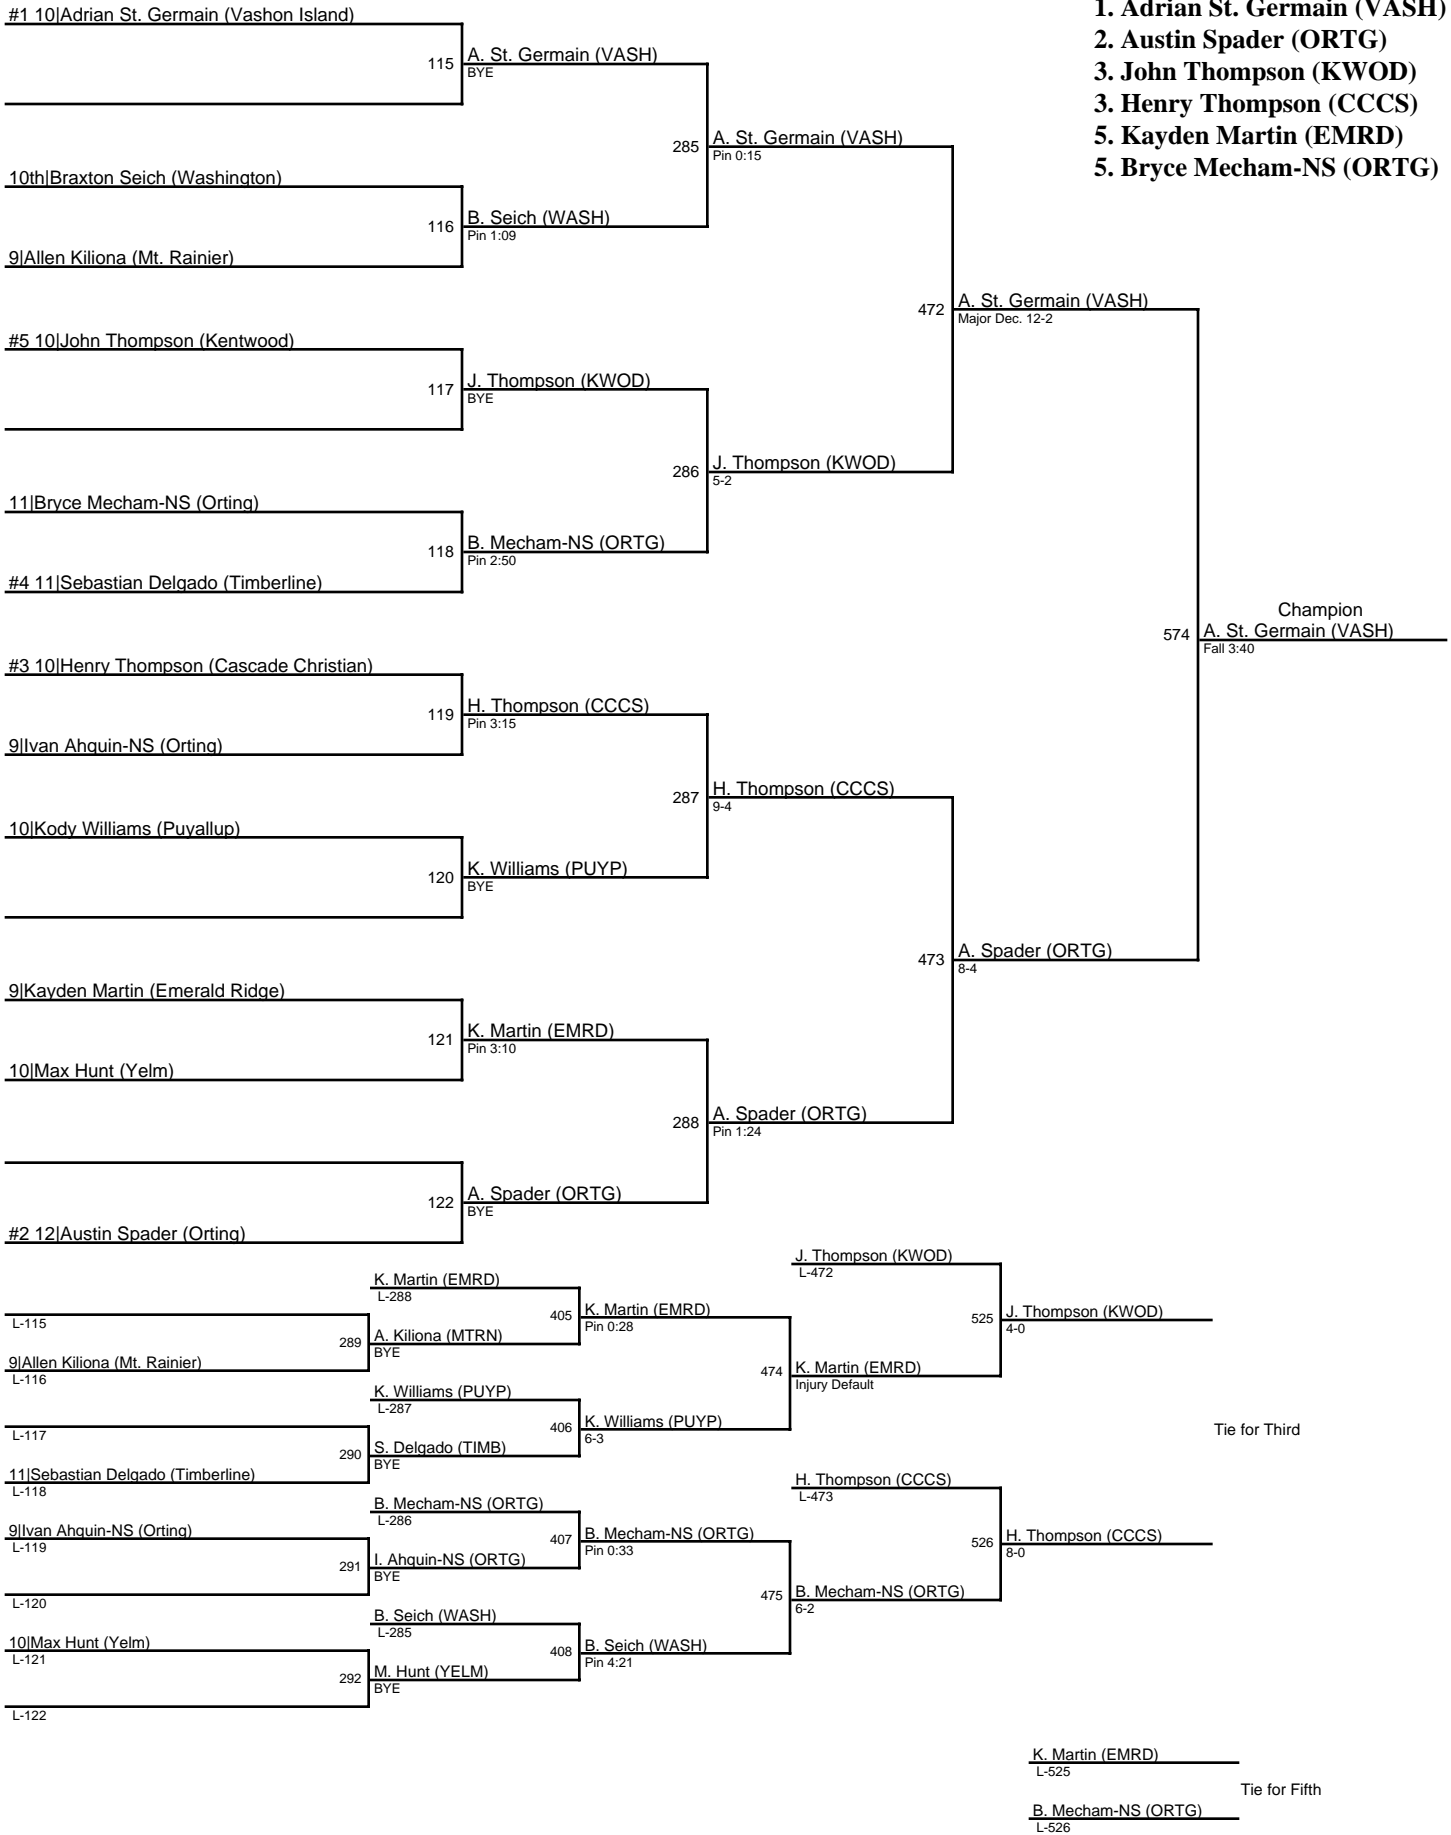 1. Adrian St. Germain (VASH)
2. Austin Spader (ORTG)
3. John Thompson (KWOD)
3. Henry Thompson (CCCS)
5. Kayden Martin (EMRD)
5. Bryce Mecham-NS (ORTG)
#1 10|Adrian St. Germain (Vashon Island)
115
A. St. Germain (VASH)
BYE
285
A. St. Germain (VASH)
Pin 0:15
10th|Braxton Seich (Washington)
116
B. Seich (WASH)
Pin 1:09
9|Allen Kiliona (Mt. Rainier)
472
A. St. Germain (VASH)
Major Dec. 12-2
#5 10|John Thompson (Kentwood)
117
J. Thompson (KWOD)
BYE
286
J. Thompson (KWOD)
5-2
11|Bryce Mecham-NS (Orting)
118
B. Mecham-NS (ORTG)
Pin 2:50
#4 11|Sebastian Delgado (Timberline)
Champion
574
A. St. Germain (VASH)
Fall 3:40
#3 10|Henry Thompson (Cascade Christian)
119
H. Thompson (CCCS)
Pin 3:15
9|Ivan Ahquin-NS (Orting)
287
H. Thompson (CCCS)
9-4
10|Kody Williams (Puyallup)
120
K. Williams (PUYP)
BYE
473
A. Spader (ORTG)
8-4
9|Kayden Martin (Emerald Ridge)
121
K. Martin (EMRD)
Pin 3:10
10|Max Hunt (Yelm)
288
A. Spader (ORTG)
Pin 1:24
122
A. Spader (ORTG)
BYE
#2 12|Austin Spader (Orting)
J. Thompson (KWOD)
L-472
K. Martin (EMRD)
L-288
405
K. Martin (EMRD)
Pin 0:28
525
J. Thompson (KWOD)
4-0
L-115
289
A. Kiliona (MTRN)
BYE
9|Allen Kiliona (Mt. Rainier)
L-116
474
K. Martin (EMRD)
Injury Default
K. Williams (PUYP)
L-287
406
K. Williams (PUYP)
6-3
Tie for Third
L-117
290
S. Delgado (TIMB)
BYE
11|Sebastian Delgado (Timberline)
L-118
H. Thompson (CCCS)
L-473
B. Mecham-NS (ORTG)
L-286
407
B. Mecham-NS (ORTG)
Pin 0:33
526
H. Thompson (CCCS)
8-0
9|Ivan Ahquin-NS (Orting)
L-119
291
I. Ahquin-NS (ORTG)
BYE
L-120
475
B. Mecham-NS (ORTG)
6-2
B. Seich (WASH)
L-285
408
B. Seich (WASH)
Pin 4:21
10|Max Hunt (Yelm)
L-121
292
M. Hunt (YELM)
BYE
L-122
K. Martin (EMRD)
L-525
Tie for Fifth
B. Mecham-NS (ORTG)
L-526